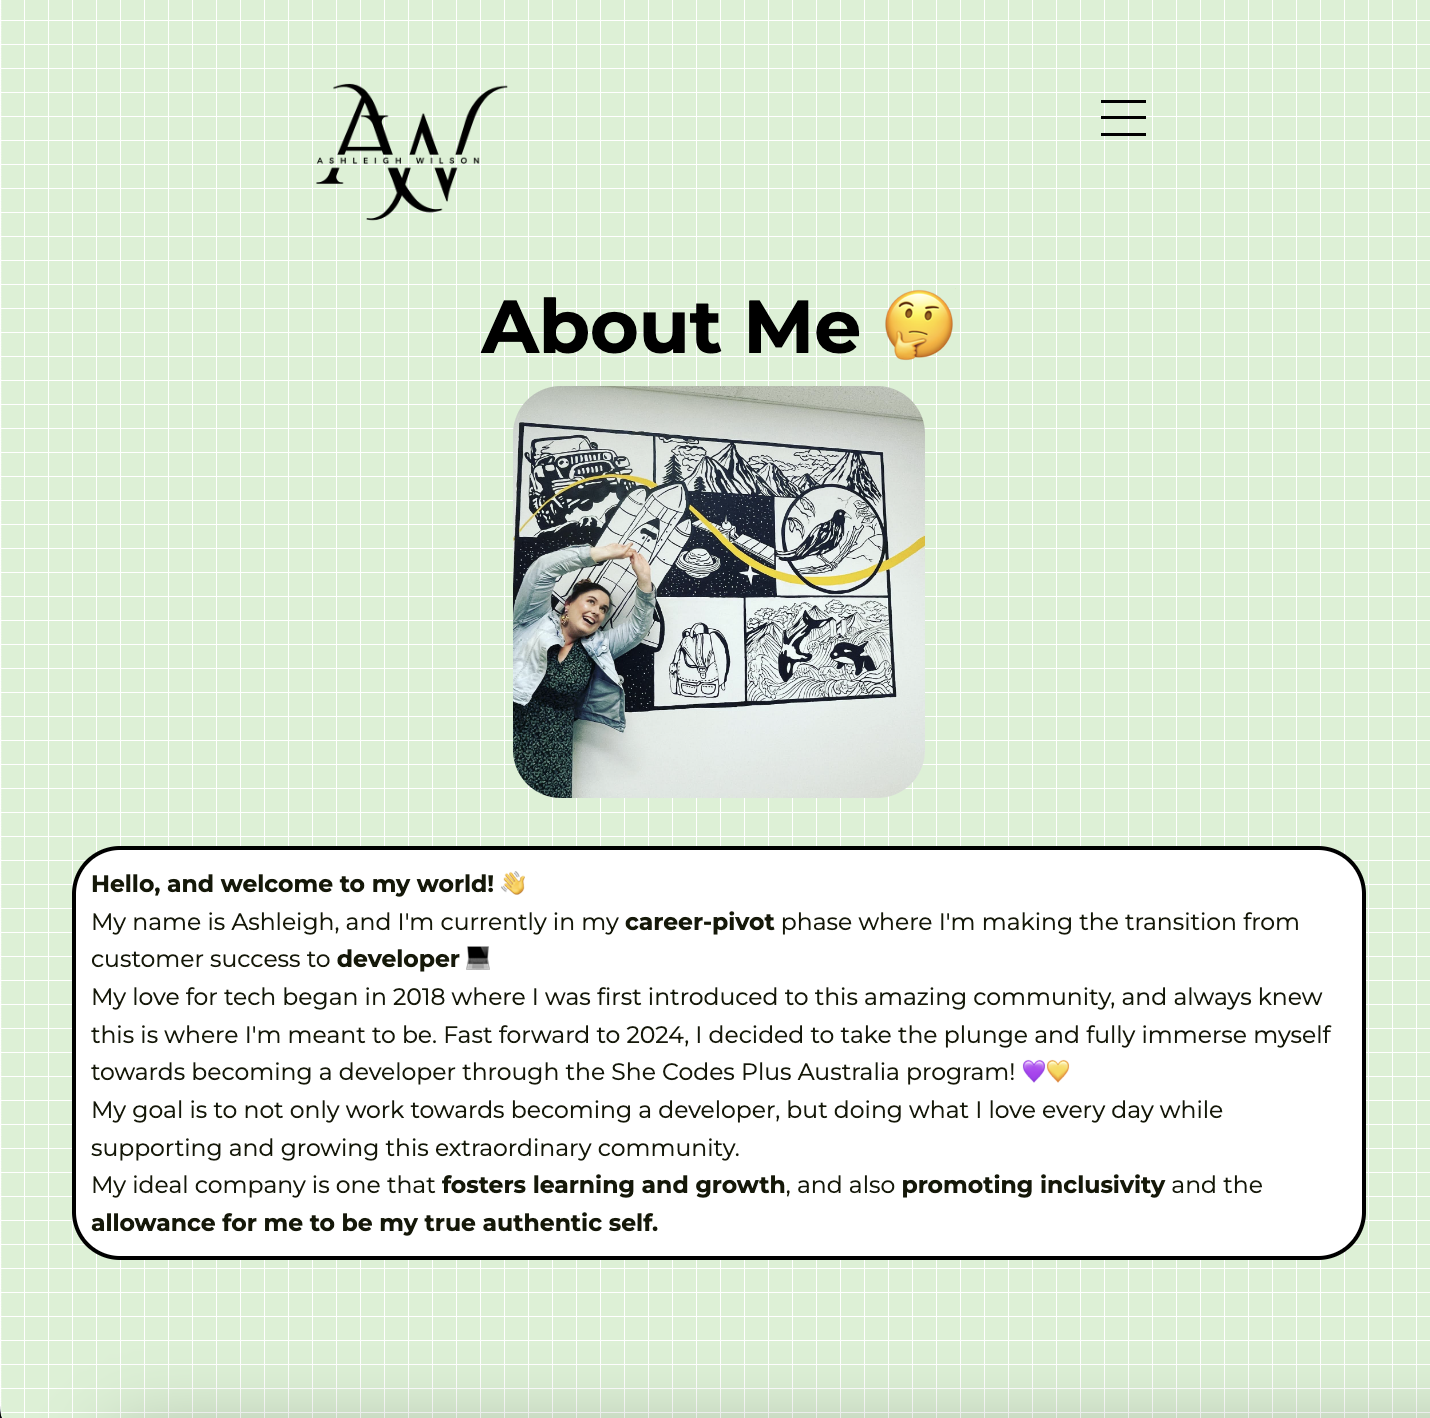 AW
ASHLEIGH WILSON
About Me 🤔
Hello, and welcome to my world! 👋
My name is Ashleigh, and I'm currently in my career-pivot phase where I'm making the transition from
customer success to developer 💻
My love for tech began in 2018 where I was first introduced to this amazing community, and always knew
this is where I'm meant to be. Fast forward to 2024, I decided to take the plunge and fully immerse myself
towards becoming a developer through the She Codes Plus Australia program! 💜💛
My goal is to not only work towards becoming a developer, but doing what I love every day while
supporting and growing this extraordinary community.
My ideal company is one that fosters learning and growth, and also promoting inclusivity and the
allowance for me to be my true authentic self.